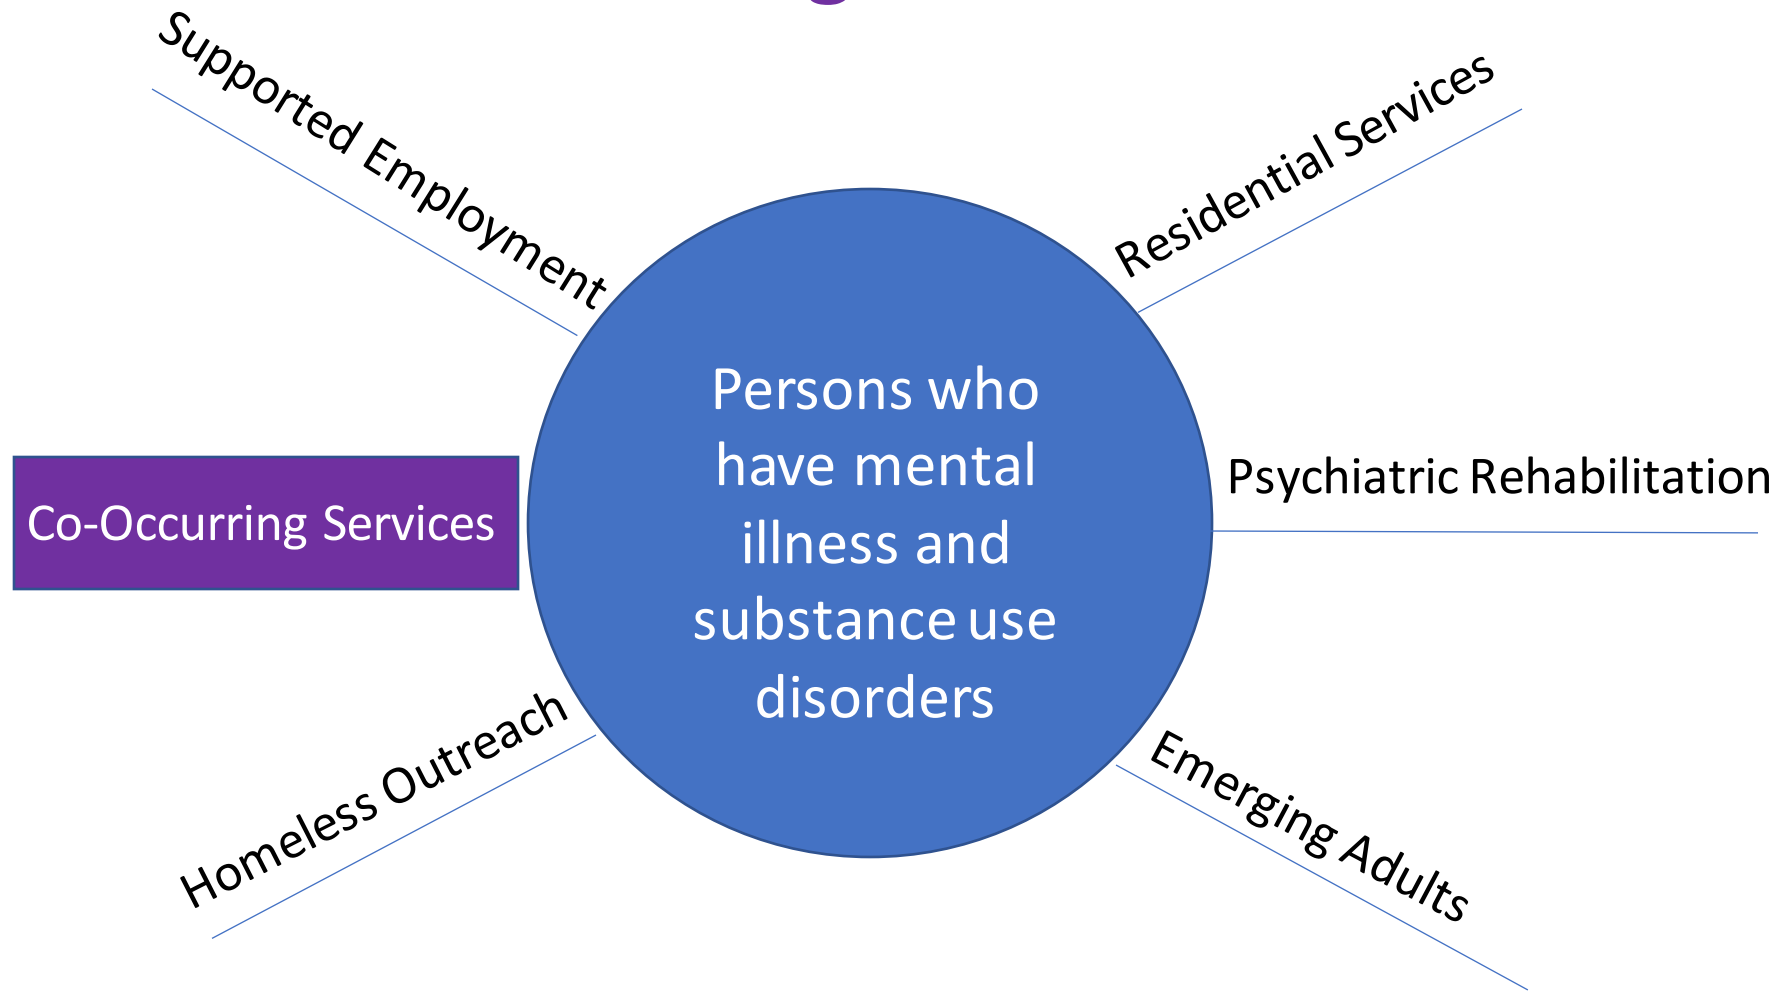 Supported Employment
Residential Services
Persons who
have mental
illness and
substance use
disorders
Co-Occurring Services
Psychiatric Rehabilitation
Homeless Outreach
Emerging Adults